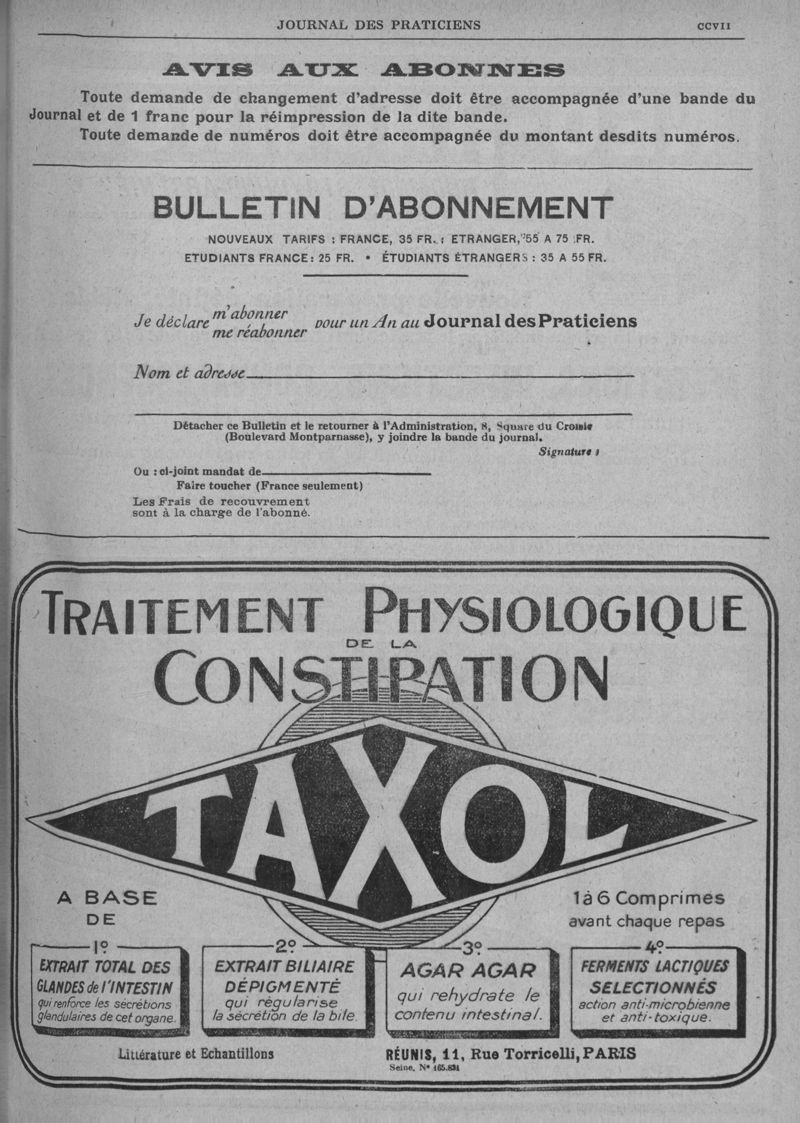 JOURNAL DES PRATICIENS
CCVII
AVIS AUX ABONNES
Toute demande de changement d'adresse doit être accompagnée d'une bande du
Journal et de 1 franc pour la réimpression de la dite bande.
Toute demande de numéros doit être accompagnée du montant desdits numéros.
BULLETIN D'ABONNEMENT
NOUVEAUX TARIFS : FRANCE, 35 FR. ; ETRANGER, 55 A 75 FR.
ETUDIANTS FRANCE : 25 FR. • ÉTUDIANTS ÉTRANGERS : 35 A 55 FR.
Je déclare m'abonner
me réabonner
pour un An au Journal des Praticiens
Nom et adresse
Détacher ce Bulletin et le retourner à l'Administration, 8, Square du Croisic
(Boulevard Montparnasse), y joindre la bande du journal.
Signature :
Ou : ci-joint mandat de
Faire toucher (France seulement)
Les Frais de recouvrement
sont à la charge de l'abonné.
TRAITEMENT PHYSIOLOGIQUE
DE LA
CONSTIPATION
TAXOL
A BASE
DE
1 à 6 Comprimés
avant chaque repas
1º
EXTRAIT TOTAL DES
GLANDES de l'INTESTIN
qui renforce les sécrétions
glandulaires de cet organe.
2º
EXTRAIT BILIAIRE
DÉPIGMENTÉ
qui régularise
la sécrétion de la bile.
3º
AGAR AGAR
qui rehydrate le
contenu intestinal.
4º
FERMENTS LACTIQUES
SÉLECTIONNÉS
action anti-microbienne
et anti-toxique.
Littérature et Echantillons
RÉUNIS, 11, Rue Torricelli, PARIS
Seine, Nº 165.831